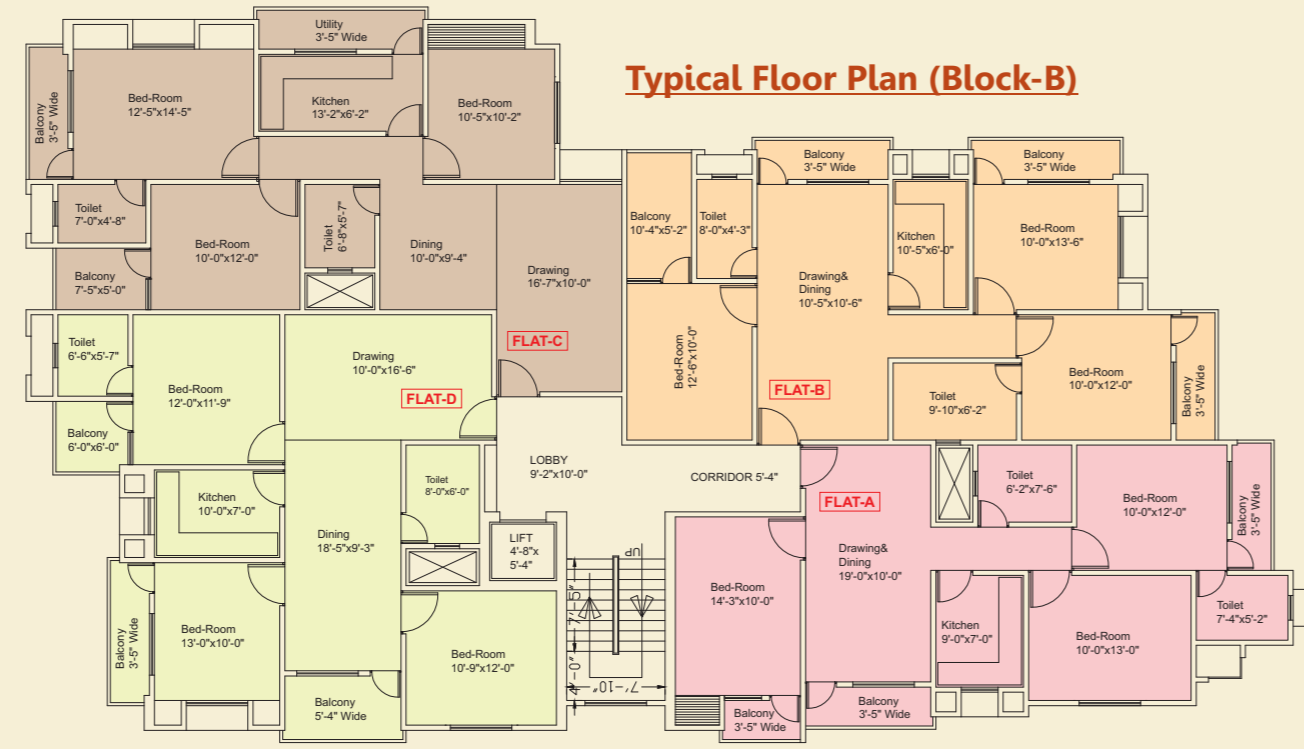 Typical Floor Plan (Block-B)
Utility
3'-5" Wide
Balcony
3'-5" Wide
Bed-Room
12'-5"x14'-5"
Kitchen
13'-2"x6'-2"
Bed-Room
10'-5"x10'-2"
Toilet
7'-0"x4'-8"
Bed-Room
10'-0"x12'-0"
Toilet
6'-8"x5'-7"
Dining
10'-0"x9'-4"
Drawing
16'-7"x10'-0"
Balcony
7'-5"x5'-0"
FLAT-C
Balcony
10'-4"x5'-2"
Toilet
8'-0"x4'-3"
Balcony
3'-5" Wide
Kitchen
10'-5"x6'-0"
Balcony
3'-5" Wide
Bed-Room
10'-0"x13'-6"
Drawing&
Dining
10'-5"x10'-6"
Bed-Room
12'-6"x10'-0"
FLAT-B
Toilet
9'-10"x6'-2"
Bed-Room
10'-0"x12'-0"
Balcony
3'-5" Wide
Toilet
6'-6"x5'-7"
Bed-Room
12'-0"x11'-9"
Drawing
10'-0"x16'-6"
FLAT-D
Balcony
6'-0"x6'-0"
Kitchen
10'-0"x7'-0"
Toilet
8'-0"x6'-0"
Dining
18'-5"x9'-3"
Balcony
3'-5" Wide
Bed-Room
13'-0"x10'-0"
Bed-Room
10'-9"x12'-0"
Balcony
5'-4" Wide
LOBBY
9'-2"x10'-0"
CORRIDOR 5'-4"
LIFT
4'-8"x
5'-4"
UP
7'-5"
4'-0"
7'-10"
FLAT-A
Toilet
6'-2"x7'-6"
Bed-Room
10'-0"x12'-0"
Balcony
3'-5" Wide
Drawing&
Dining
19'-0"x10'-0"
Bed-Room
14'-3"x10'-0"
Kitchen
9'-0"x7'-0"
Bed-Room
10'-0"x13'-0"
Toilet
7'-4"x5'-2"
Balcony
3'-5" Wide
Balcony
3'-5" Wide